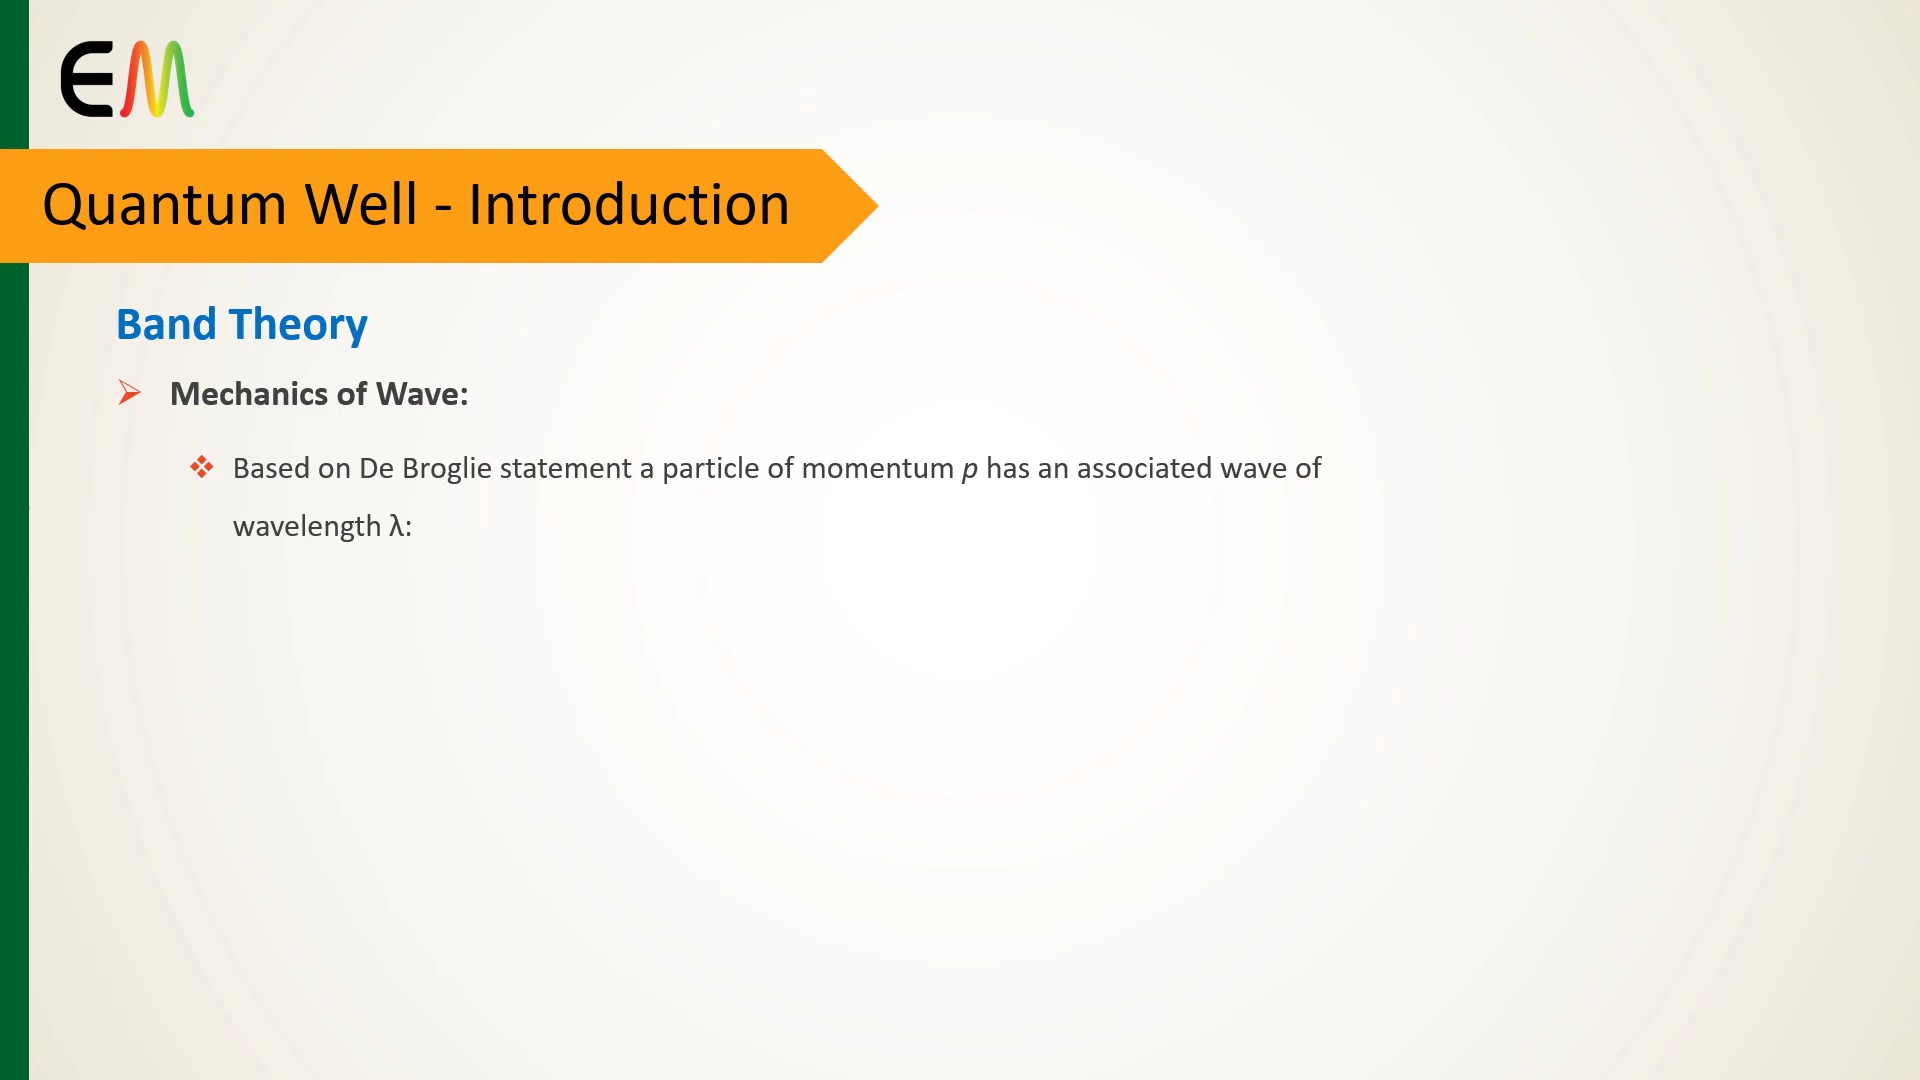 EM
Quantum Well - Introduction
Band Theory
Mechanics of Wave:
Based on De Broglie statement a particle of momentum p has an associated wave of
wavelength λ: